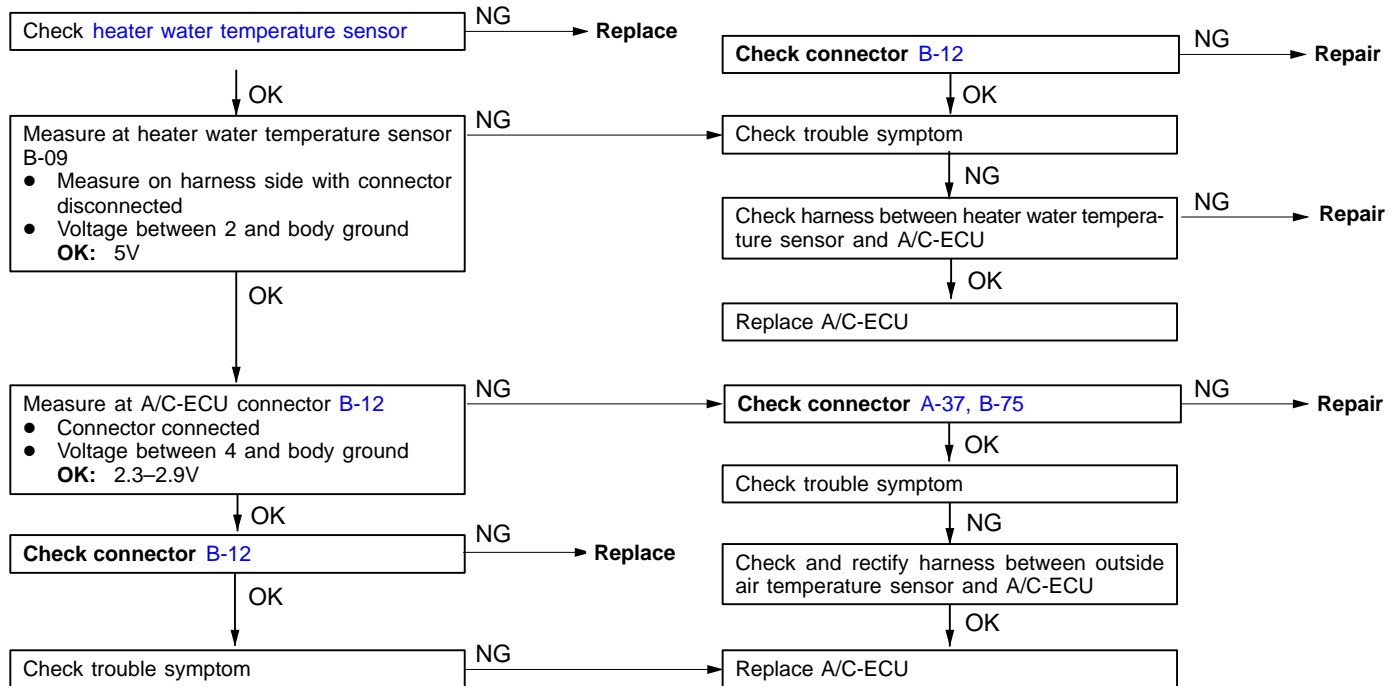 Check heater water temperature sensor
NG
Replace
OK
Measure at heater water temperature sensor
B-09
● Measure on harness side with connector
disconnected
● Voltage between 2 and body ground
OK: 5V
NG
OK
Measure at A/C-ECU connector B-12
● Connector connected
● Voltage between 4 and body ground
OK: 2.3–2.9V
NG
OK
Check connector B-12
NG
Replace
OK
Check trouble symptom
NG
Check connector B-12
NG
Repair
OK
Check trouble symptom
NG
Check harness between heater water tempera-
ture sensor and A/C-ECU
NG
Repair
OK
Replace A/C-ECU
Check connector A-37, B-75
NG
Repair
OK
Check trouble symptom
NG
Check and rectify harness between outside
air temperature sensor and A/C-ECU
OK
Replace A/C-ECU